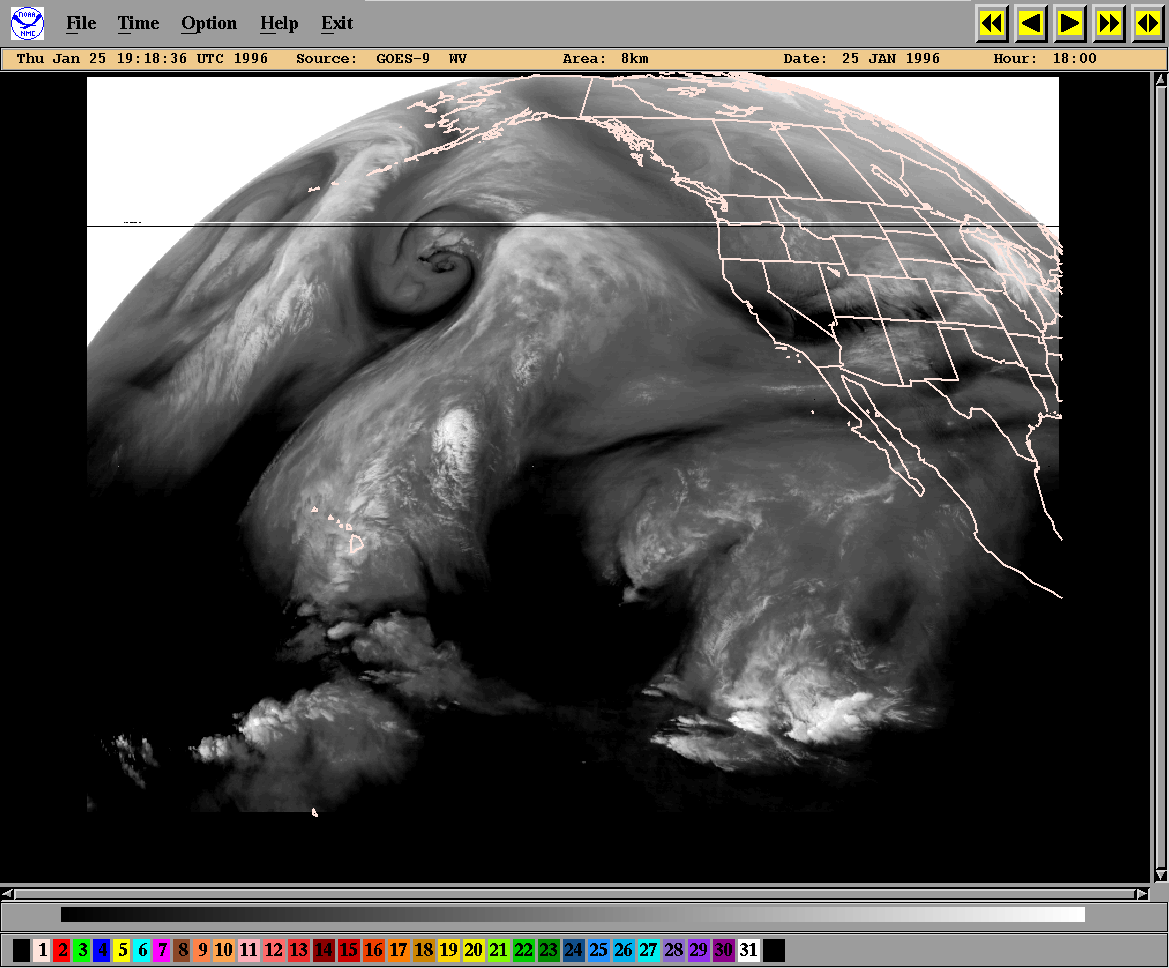 NOAA
NMC
File Time Option Help Exit
Thu Jan 25 19:18:36 UTC 1996 Source: GOES-9 WV Area: 8km Date: 25 JAN 1996 Hour: 18:00
1 2 3 4 5 6 7 8 9 10 11 12 13 14 15 16 17 18 19 20 21 22 23 24 25 26 27 28 29 30 31